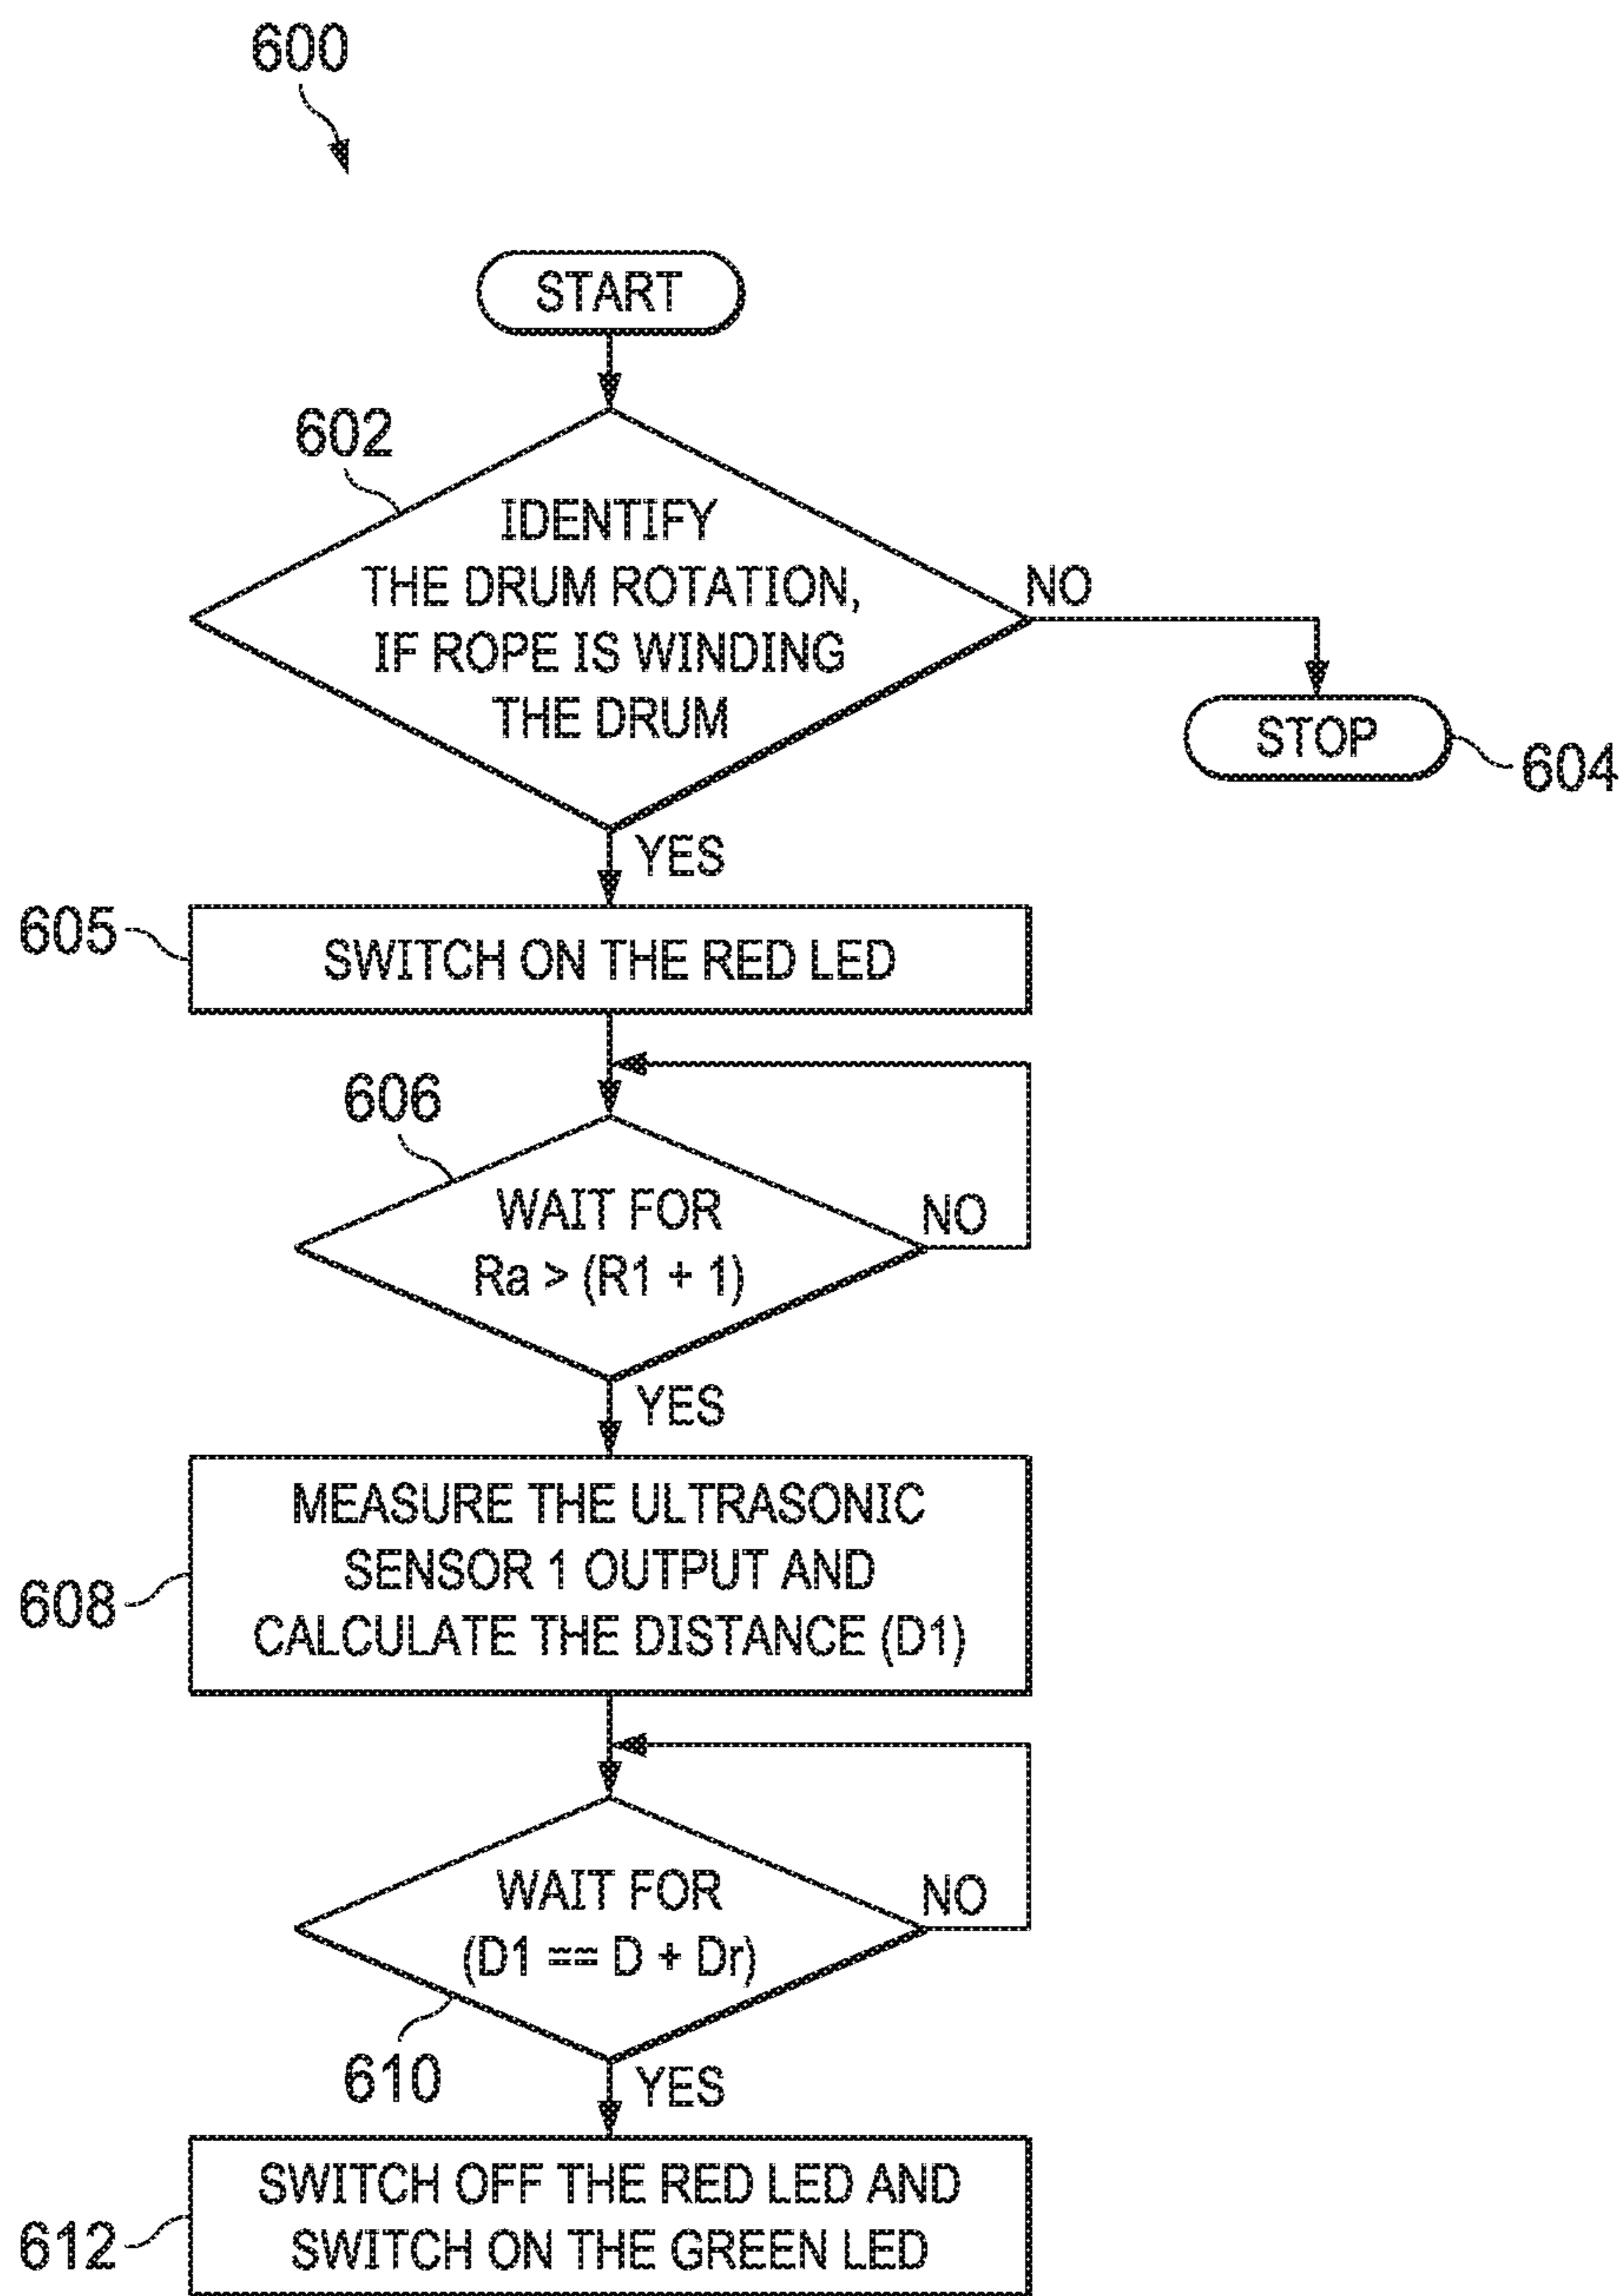 600
START
602
IDENTIFY
THE DRUM ROTATION,
IF ROPE IS WINDING
THE DRUM
NO
STOP
604
YES
605
SWITCH ON THE RED LED
606
WAIT FOR
Ra > (R1 + 1)
NO
YES
608
MEASURE THE ULTRASONIC
SENSOR 1 OUTPUT AND
CALCULATE THE DISTANCE (D1)
WAIT FOR
(D1 == D + Dr)
NO
610
YES
612
SWITCH OFF THE RED LED AND
SWITCH ON THE GREEN LED